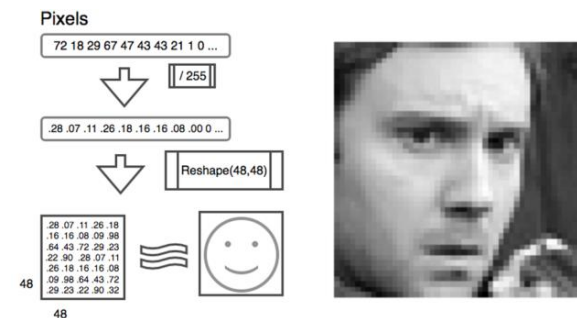 Pixels
72 18 29 67 47 43 43 21 1 0 ...
/ 255
.28 .07 .11 .26 .18 .16 .16 .08 .00 0 ...
Reshape(48,48)
.28 .07 .11 .26 .18
.16 .16 .08 .09 .98
.64 .43 .72 .29 .23
.22 .90 .28 .07 .11
.26 .18 .16 .16 .08
.09 .98 .64 .43 .72
.29 .23 .22 .90 .32
48
48